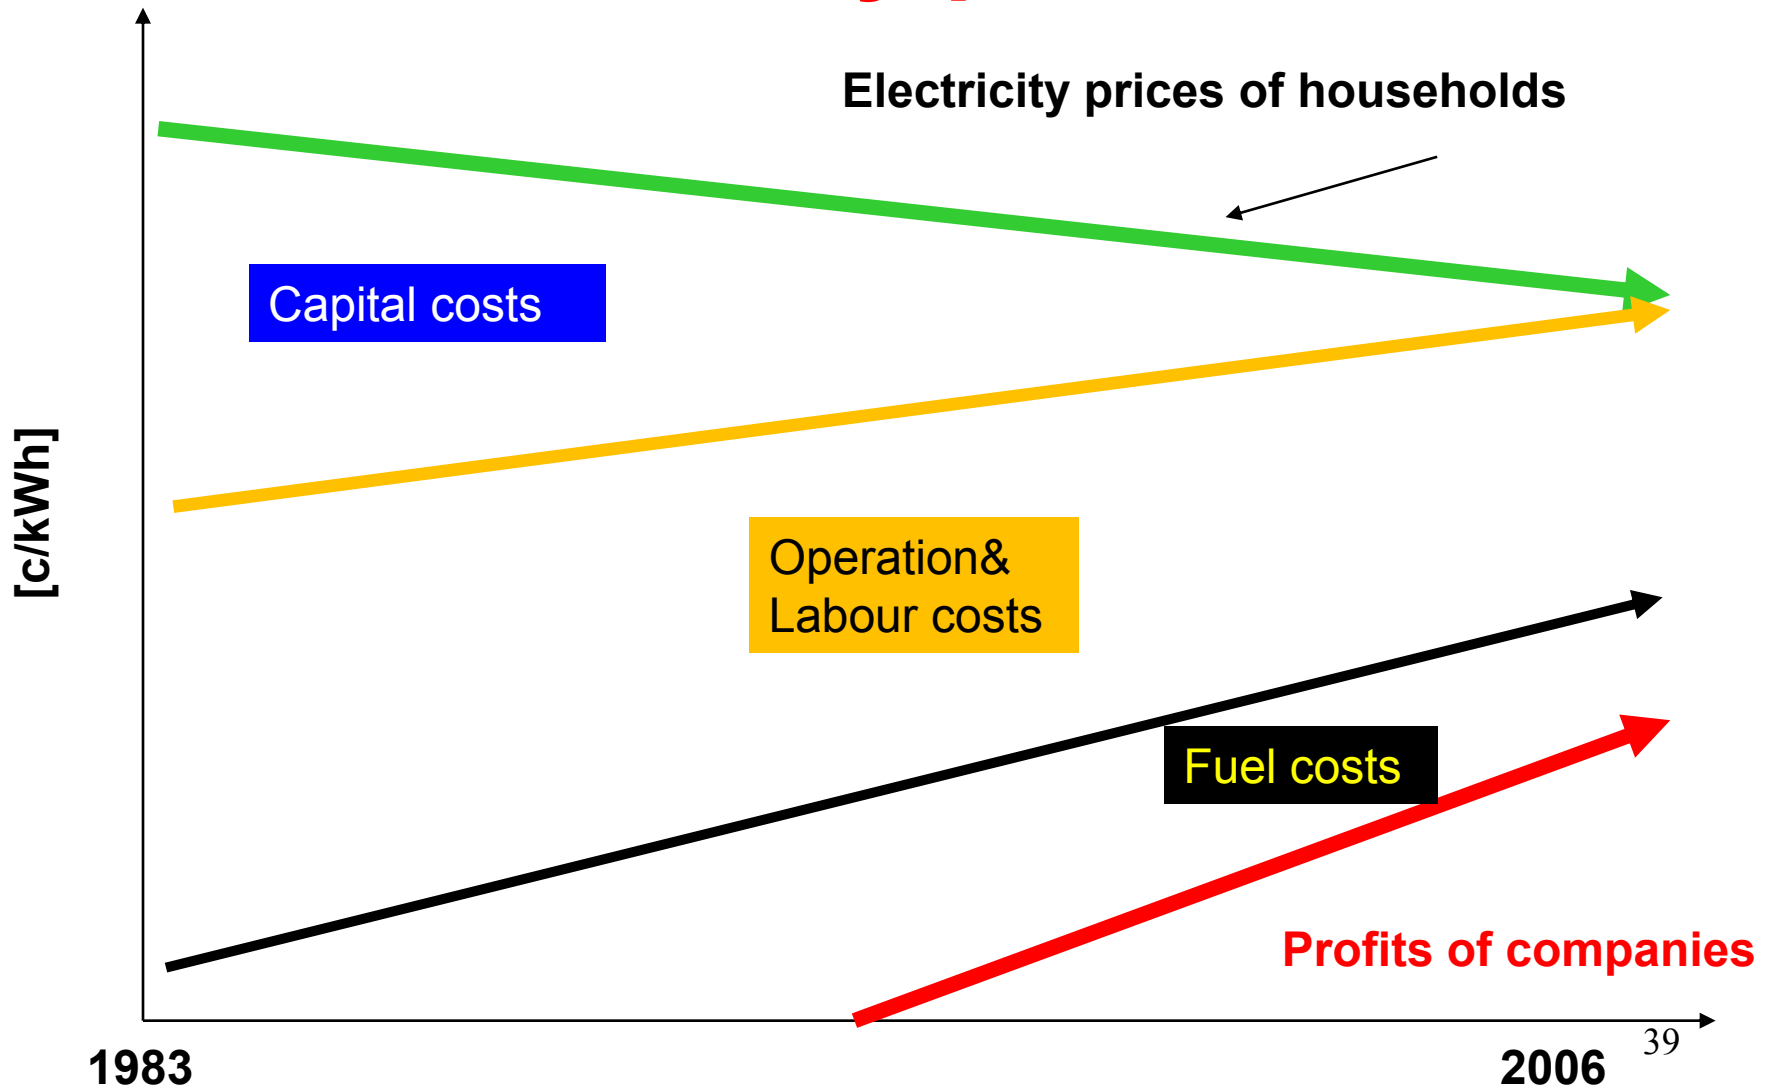 Electricity prices of households
Capital costs
[c/kWh]
Operation&
Labour costs
Fuel costs
Profits of companies
39
1983
2006